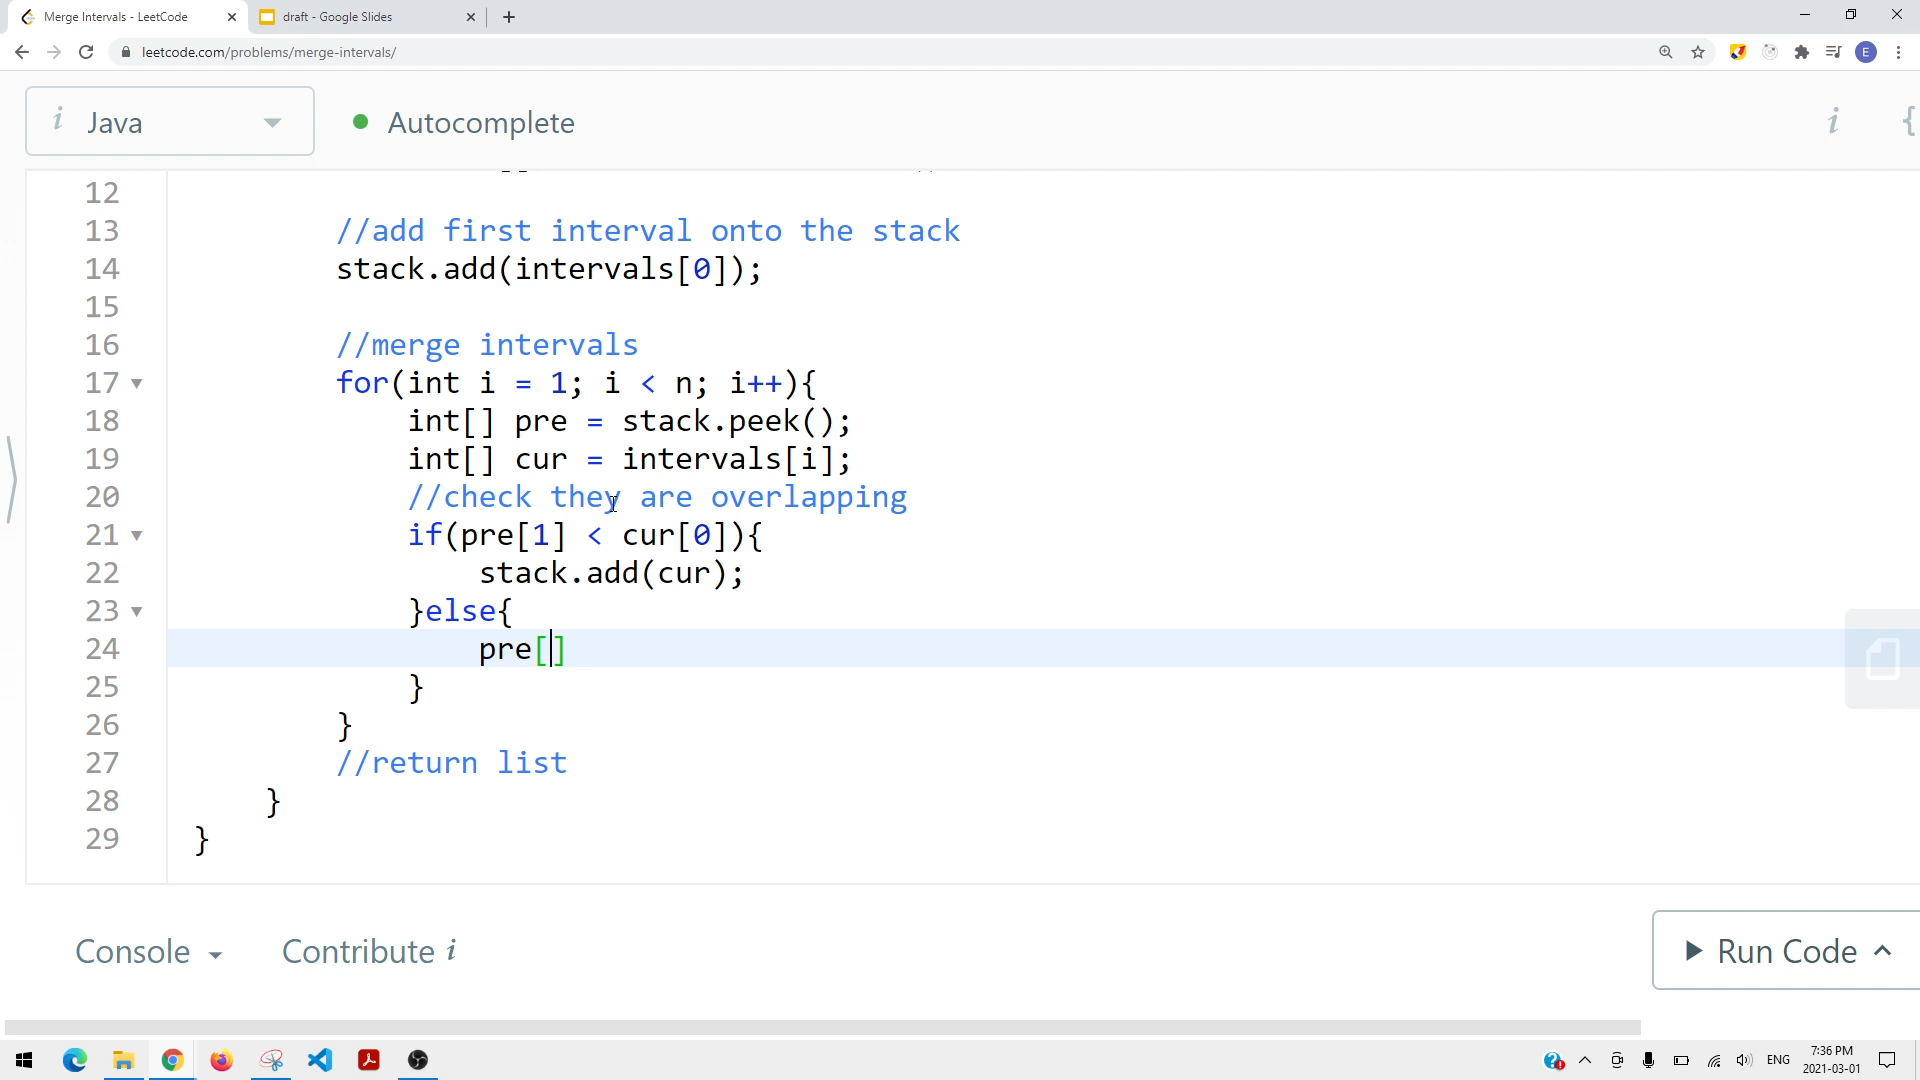 Merge Intervals - LeetCode
draft - Google Slides
leetcode.com/problems/merge-intervals/
E
i Java
Autocomplete
i {
12
13 //add first interval onto the stack
14 stack.add(intervals[0]);
15
16 //merge intervals
17 for(int i = 1; i < n; i++){
18 int[] pre = stack.peek();
19 int[] cur = intervals[i];
20 //check they are overlapping
21 if(pre[1] < cur[0]){
22 stack.add(cur);
23 }else{
24 pre[]
25 }
26 }
27 //return list
28 }
29 }
Console
Contribute i
Run Code
ENG
7:36 PM
2021-03-01